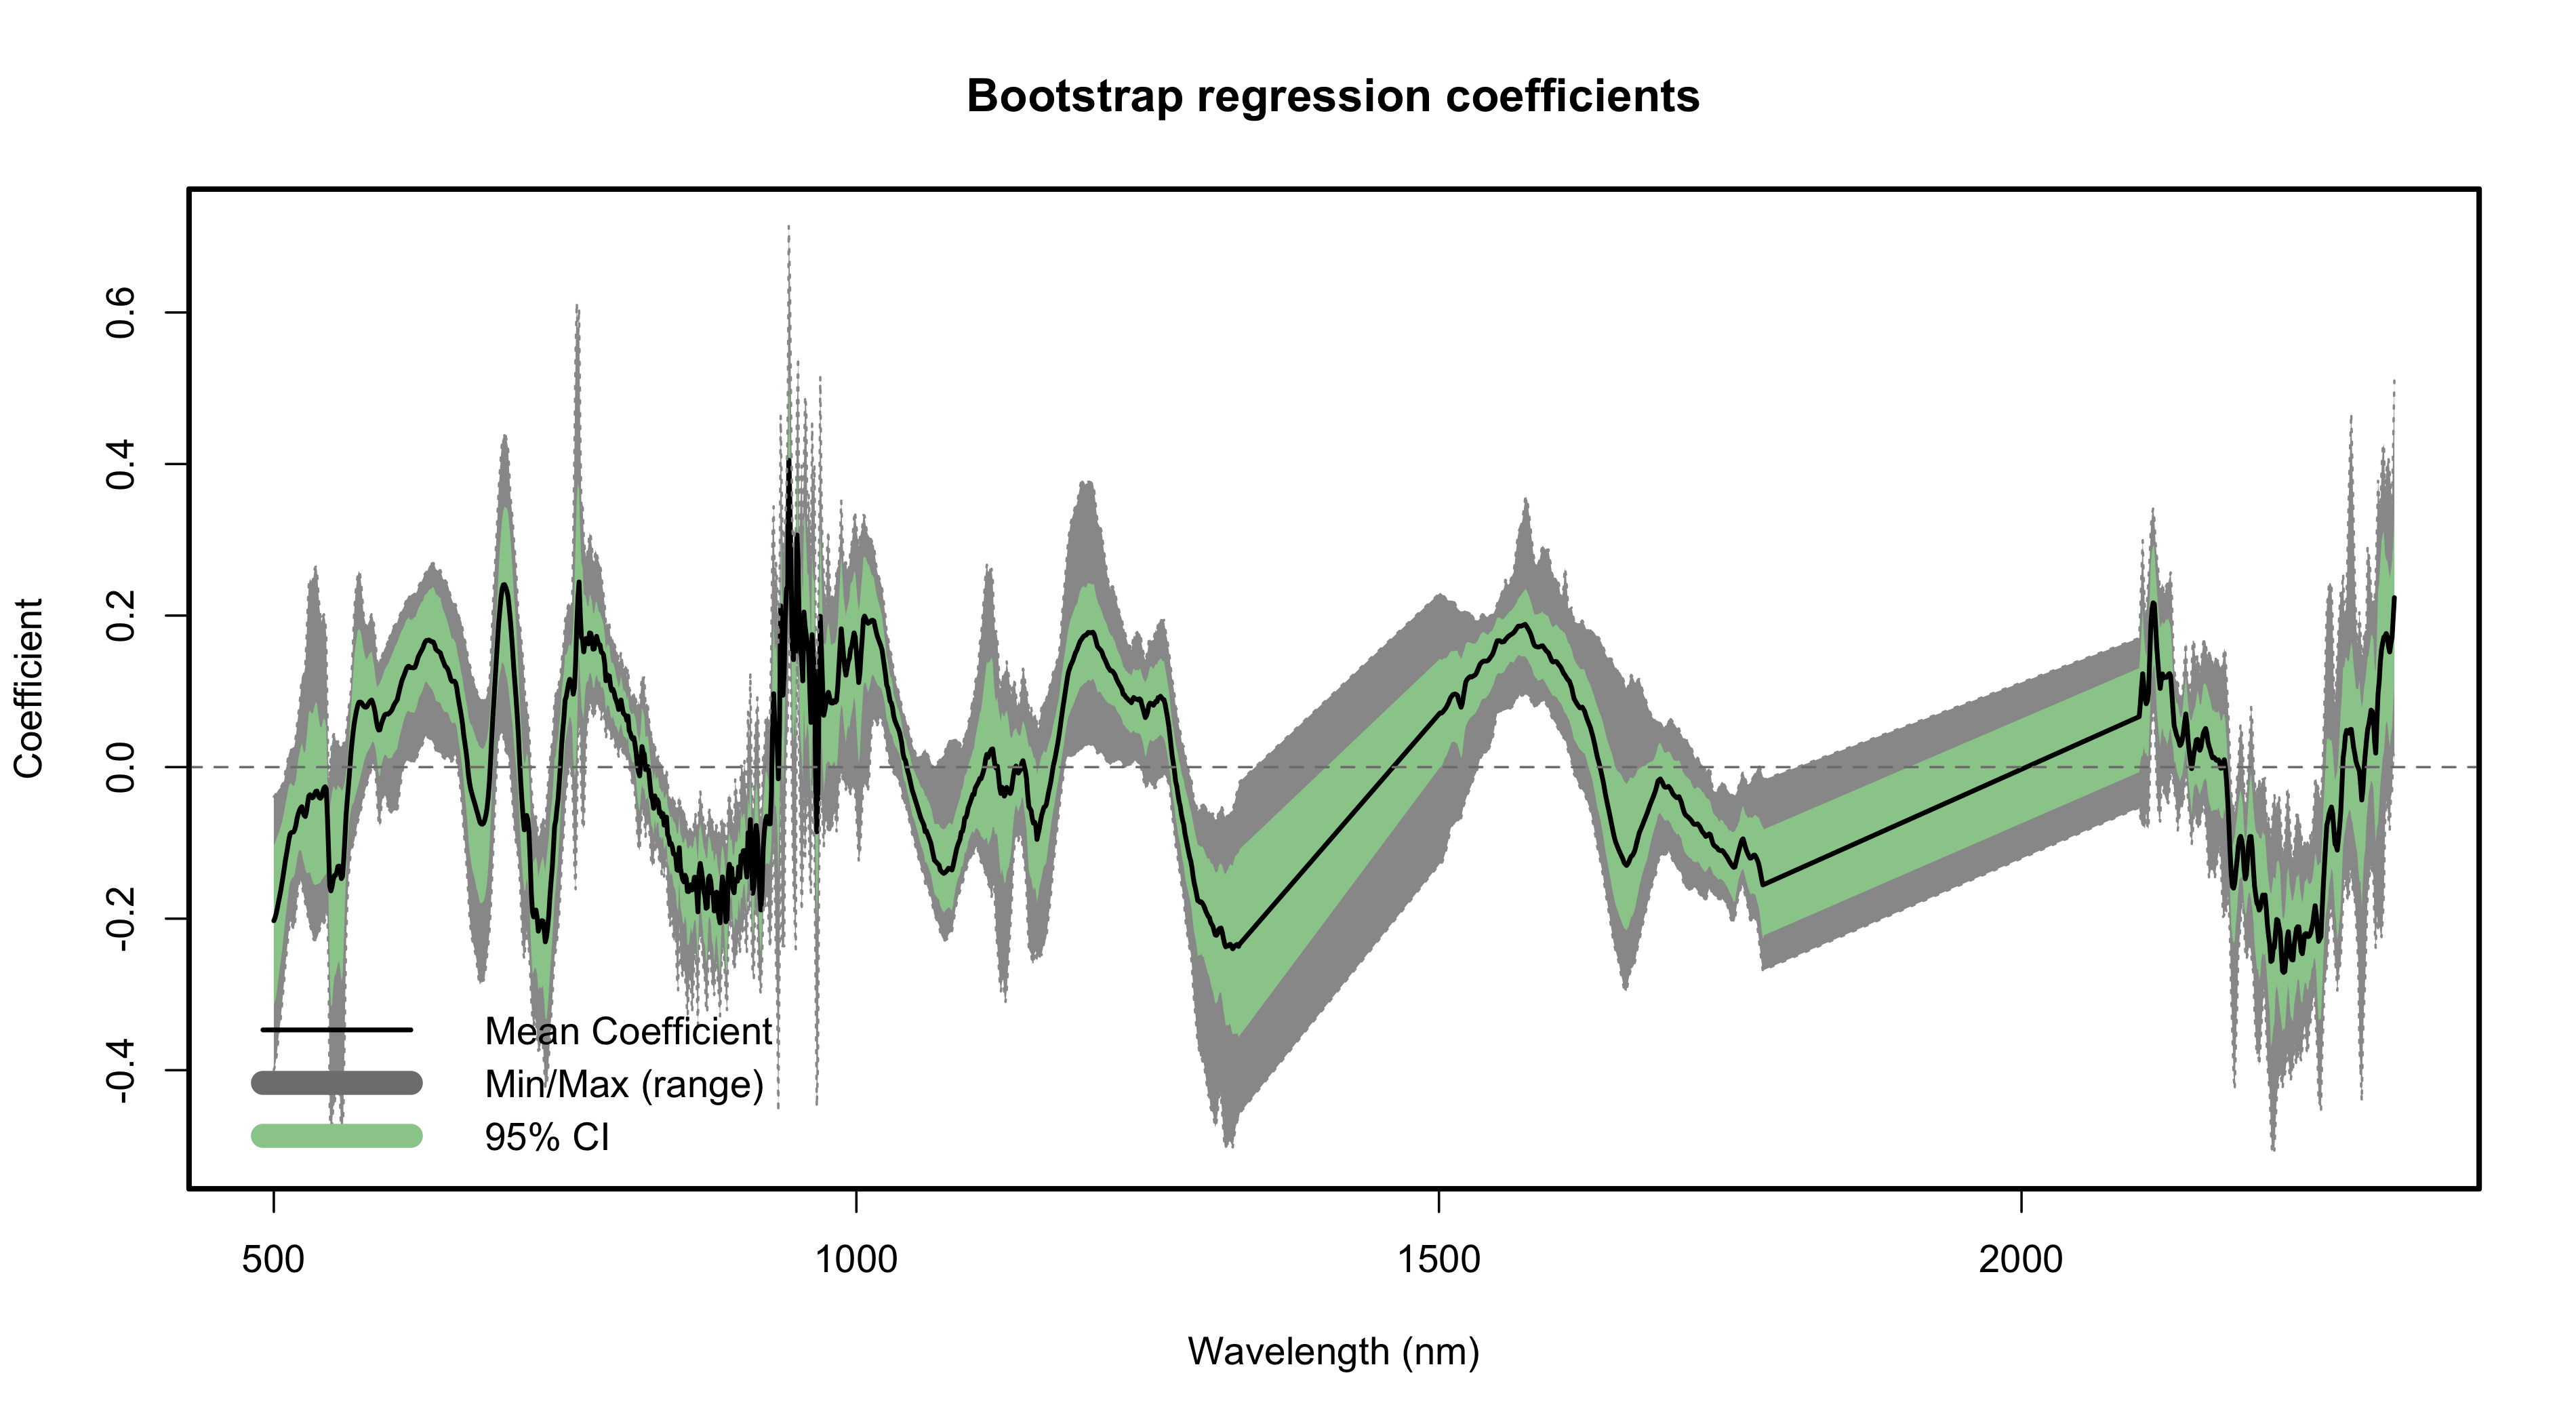 Bootstrap regression coefficients
Coefficient
0.6
0.4
0.2
0.0
-0.2
-0.4
Mean Coefficient
Min/Max (range)
95% CI
500
1000
1500
2000
Wavelength (nm)